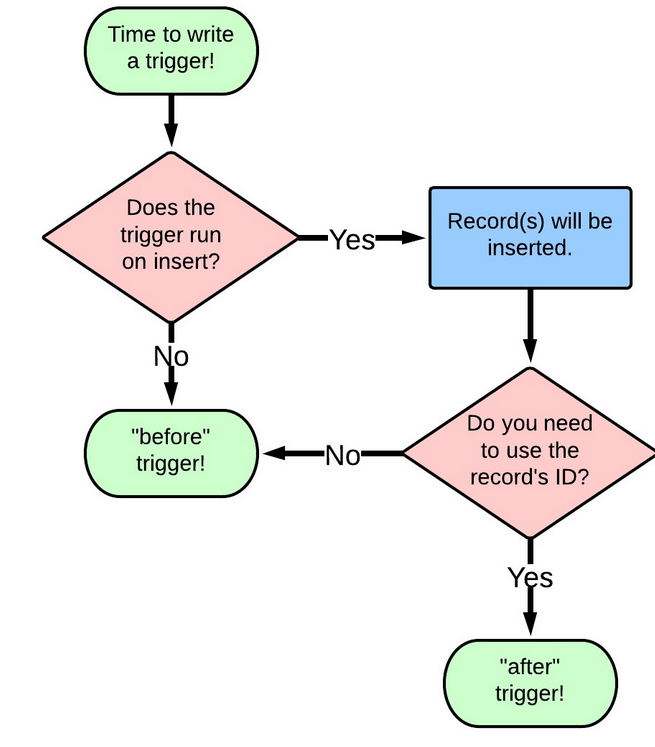 Time to write
a trigger!
Does the
trigger run
on insert?
Yes
Record(s) will be
inserted.
No
"before"
trigger!
No
Do you need
to use the
record's ID?
Yes
"after"
trigger!